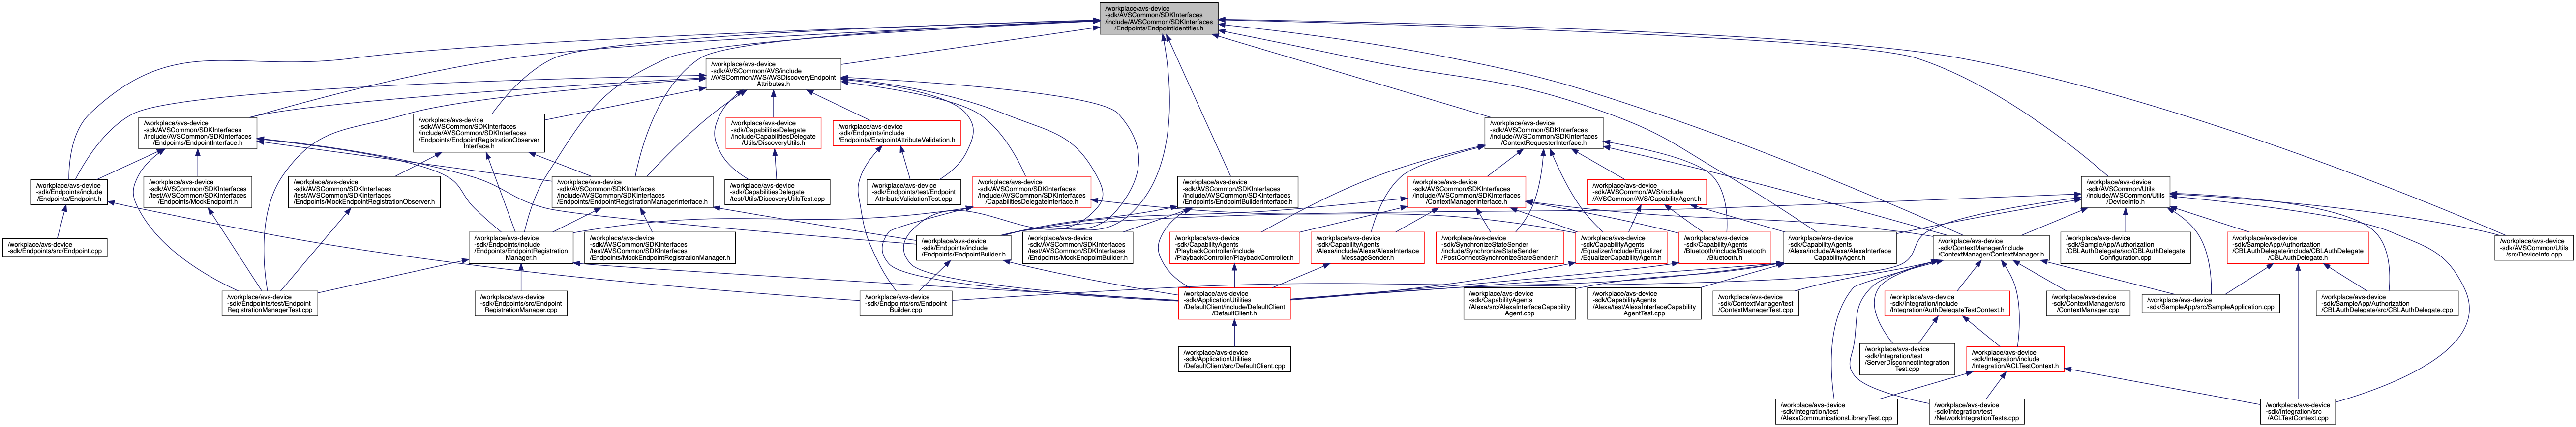 /workplace/avs-device
-sdk/AVSCommon/SDKInterfaces
/include/AVSCommon/SDKInterfaces
/Endpoints/EndpointIdentifier.h
/workplace/avs-device
-sdk/AVSCommon/AVS/include
/AVSCommon/AVS/AVSDiscoveryEndpoint
Attributes.h
/workplace/avs-device
-sdk/AVSCommon/SDKInterfaces
/include/AVSCommon/SDKInterfaces
/Endpoints/EndpointInterface.h
/workplace/avs-device
-sdk/AVSCommon/SDKInterfaces
/include/AVSCommon/SDKInterfaces
/Endpoints/EndpointRegistrationObserver
Interface.h
/workplace/avs-device
-sdk/CapabilitiesDelegate
/include/CapabilitiesDelegate
/Utils/DiscoveryUtils.h
/workplace/avs-device
-sdk/Endpoints/include
/Endpoints/EndpointAttributeValidation.h
/workplace/avs-device
-sdk/AVSCommon/SDKInterfaces
/include/AVSCommon/SDKInterfaces
/ContextRequesterInterface.h
/workplace/avs-device
-sdk/Endpoints/include
/Endpoints/Endpoint.h
/workplace/avs-device
-sdk/AVSCommon/SDKInterfaces
/test/AVSCommon/SDKInterfaces
/Endpoints/MockEndpoint.h
/workplace/avs-device
-sdk/AVSCommon/SDKInterfaces
/test/AVSCommon/SDKInterfaces
/Endpoints/MockEndpointRegistrationObserver.h
/workplace/avs-device
-sdk/AVSCommon/SDKInterfaces
/include/AVSCommon/SDKInterfaces
/Endpoints/EndpointRegistrationManagerInterface.h
/workplace/avs-device
-sdk/CapabilitiesDelegate
/test/Utils/DiscoveryUtilsTest.cpp
/workplace/avs-device
-sdk/Endpoints/test/Endpoint
AttributeValidationTest.cpp
/workplace/avs-device
-sdk/AVSCommon/SDKInterfaces
/include/AVSCommon/SDKInterfaces
/CapabilitiesDelegateInterface.h
/workplace/avs-device
-sdk/AVSCommon/SDKInterfaces
/include/AVSCommon/SDKInterfaces
/Endpoints/EndpointBuilderInterface.h
/workplace/avs-device
-sdk/AVSCommon/SDKInterfaces
/include/AVSCommon/SDKInterfaces
/ContextManagerInterface.h
/workplace/avs-device
-sdk/AVSCommon/AVS/include
/AVSCommon/AVS/CapabilityAgent.h
/workplace/avs-device
-sdk/AVSCommon/Utils
/include/AVSCommon/Utils
/DeviceInfo.h
/workplace/avs-device
-sdk/Endpoints/src/Endpoint.cpp
/workplace/avs-device
-sdk/Endpoints/include
/Endpoints/EndpointRegistration
Manager.h
/workplace/avs-device
-sdk/AVSCommon/SDKInterfaces
/test/AVSCommon/SDKInterfaces
/Endpoints/MockEndpointRegistrationManager.h
/workplace/avs-device
-sdk/Endpoints/include
/Endpoints/EndpointBuilder.h
/workplace/avs-device
-sdk/AVSCommon/SDKInterfaces
/test/AVSCommon/SDKInterfaces
/Endpoints/MockEndpointBuilder.h
/workplace/avs-device
-sdk/CapabilityAgents
/PlaybackController/include
/PlaybackController/PlaybackController.h
/workplace/avs-device
-sdk/CapabilityAgents
/Alexa/include/Alexa/AlexaInterface
MessageSender.h
/workplace/avs-device
-sdk/SynchronizeStateSender
/include/SynchronizeStateSender
/PostConnectSynchronizeStateSender.h
/workplace/avs-device
-sdk/CapabilityAgents
/Equalizer/include/Equalizer
/EqualizerCapabilityAgent.h
/workplace/avs-device
-sdk/CapabilityAgents
/Bluetooth/include/Bluetooth
/Bluetooth.h
/workplace/avs-device
-sdk/CapabilityAgents
/Alexa/include/Alexa/AlexaInterface
CapabilityAgent.h
/workplace/avs-device
-sdk/ContextManager/include
/ContextManager/ContextManager.h
/workplace/avs-device
-sdk/SampleApp/Authorization
/CBLAuthDelegate/src/CBLAuthDelegate
Configuration.cpp
/workplace/avs-device
-sdk/SampleApp/Authorization
/CBLAuthDelegate/include/CBLAuthDelegate
/CBLAuthDelegate.h
/workplace/avs-device
-sdk/AVSCommon/Utils
/src/DeviceInfo.cpp
/workplace/avs-device
-sdk/Endpoints/test/Endpoint
RegistrationManagerTest.cpp
/workplace/avs-device
-sdk/Endpoints/src/Endpoint
RegistrationManager.cpp
/workplace/avs-device
-sdk/Endpoints/src/Endpoint
Builder.cpp
/workplace/avs-device
-sdk/ApplicationUtilities
/DefaultClient/include/DefaultClient
/DefaultClient.h
/workplace/avs-device
-sdk/CapabilityAgents
/Alexa/src/AlexaInterfaceCapability
Agent.cpp
/workplace/avs-device
-sdk/CapabilityAgents
/Alexa/test/AlexaInterfaceCapability
AgentTest.cpp
/workplace/avs-device
-sdk/ContextManager/test
/ContextManagerTest.cpp
/workplace/avs-device
-sdk/Integration/include
/Integration/AuthDelegateTestContext.h
/workplace/avs-device
-sdk/ContextManager/src
/ContextManager.cpp
/workplace/avs-device
-sdk/SampleApp/src/SampleApplication.cpp
/workplace/avs-device
-sdk/SampleApp/Authorization
/CBLAuthDelegate/src/CBLAuthDelegate.cpp
/workplace/avs-device
-sdk/ApplicationUtilities
/DefaultClient/src/DefaultClient.cpp
/workplace/avs-device
-sdk/Integration/test
/ServerDisconnectIntegration
Test.cpp
/workplace/avs-device
-sdk/Integration/include
/Integration/ACLTestContext.h
/workplace/avs-device
-sdk/Integration/test
/AlexaCommunicationsLibraryTest.cpp
/workplace/avs-device
-sdk/Integration/test
/NetworkIntegrationTests.cpp
/workplace/avs-device
-sdk/Integration/src
/ACLTestContext.cpp